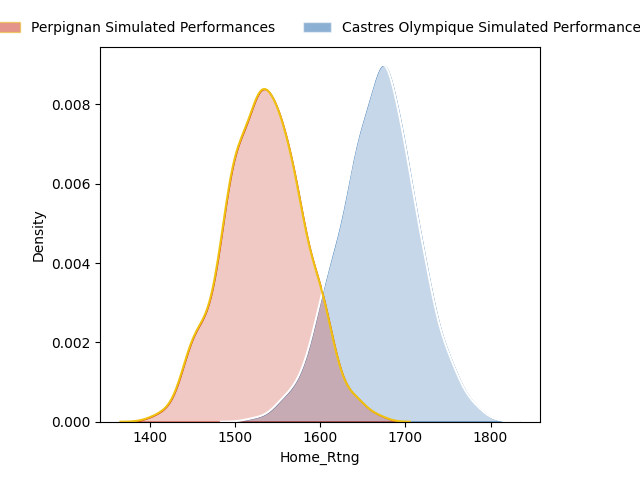 Perpignan Simulated Performances Castres Olympique Simulated Performance
0.008
0.006
0.004
0.002
0.000
Density
1400 1500 1600 1700 1800
Home_Rtng